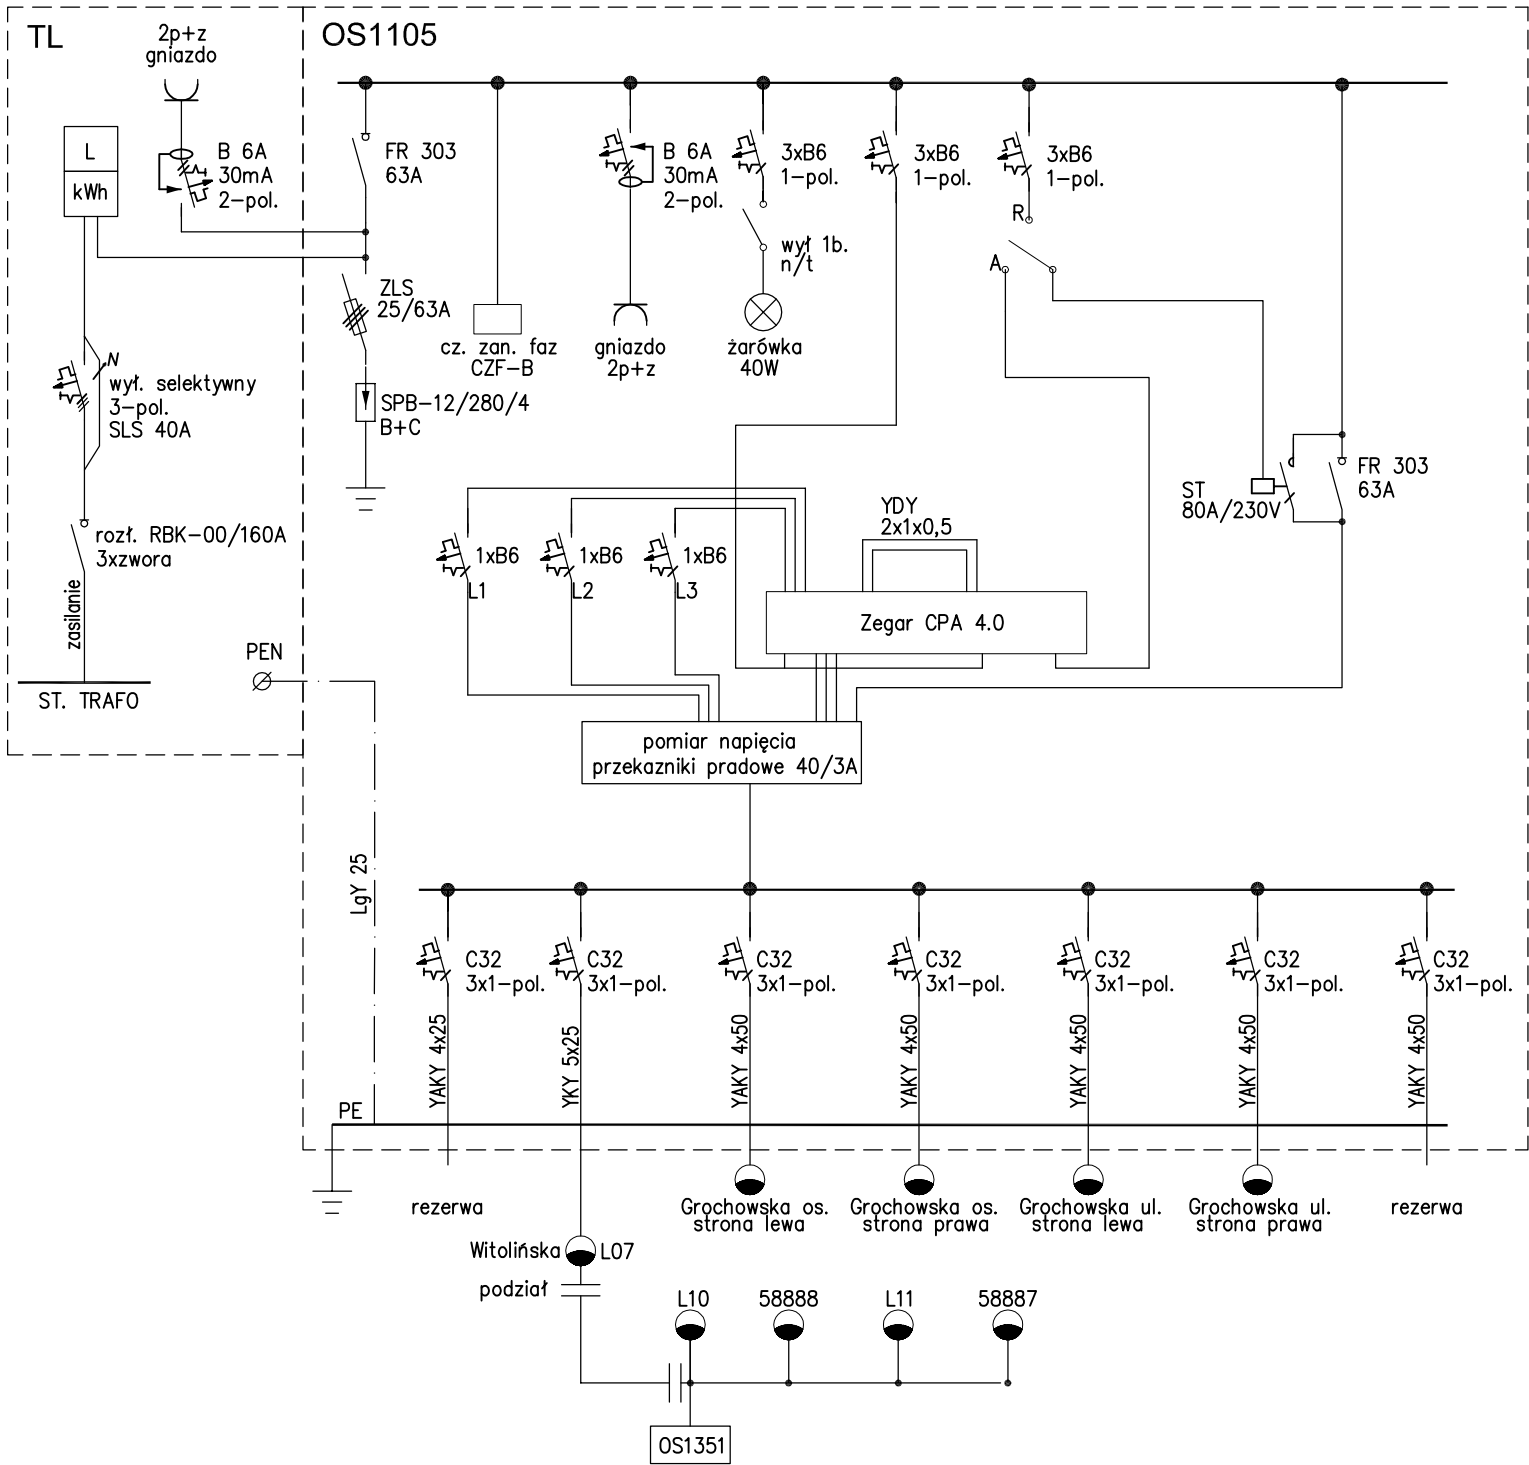 TL
2p+z
gniazdo
L
kWh
B 6A
30mA
2-pol.
N
wył. selektywny
3-pol.
SLS 40A
rozł. RBK-00/160A
3xzwora
zasilanie
ST. TRAFO
PEN
OS1105
FR 303
63A
ZLS
25/63A
SPB-12/280/4
B+C
cz. zan. faz
CZF-B
B 6A
30mA
2-pol.
gniazdo
2p+z
3xB6
1-pol.
wył 1b.
n/t
żarówka
40W
3xB6
1-pol.
3xB6
1-pol.
R
A
ST
80A/230V
FR 303
63A
1xB6
L1
1xB6
L2
1xB6
L3
YDY
2x1x0,5
Zegar CPA 4.0
pomiar napięcia
przekazniki pradowe 40/3A
LgY 25
C32
3x1-pol.
C32
3x1-pol.
C32
3x1-pol.
C32
3x1-pol.
C32
3x1-pol.
C32
3x1-pol.
C32
3x1-pol.
YAKY 4x25
YKY 5x25
YAKY 4x50
YAKY 4x50
YAKY 4x50
YAKY 4x50
YAKY 4x50
PE
rezerwa
Grochowska os.
strona lewa
Grochowska os.
strona prawa
Grochowska ul.
strona lewa
Grochowska ul.
strona prawa
rezerwa
Witolińska L07
podział
L10
58888
L11
58887
OS1351